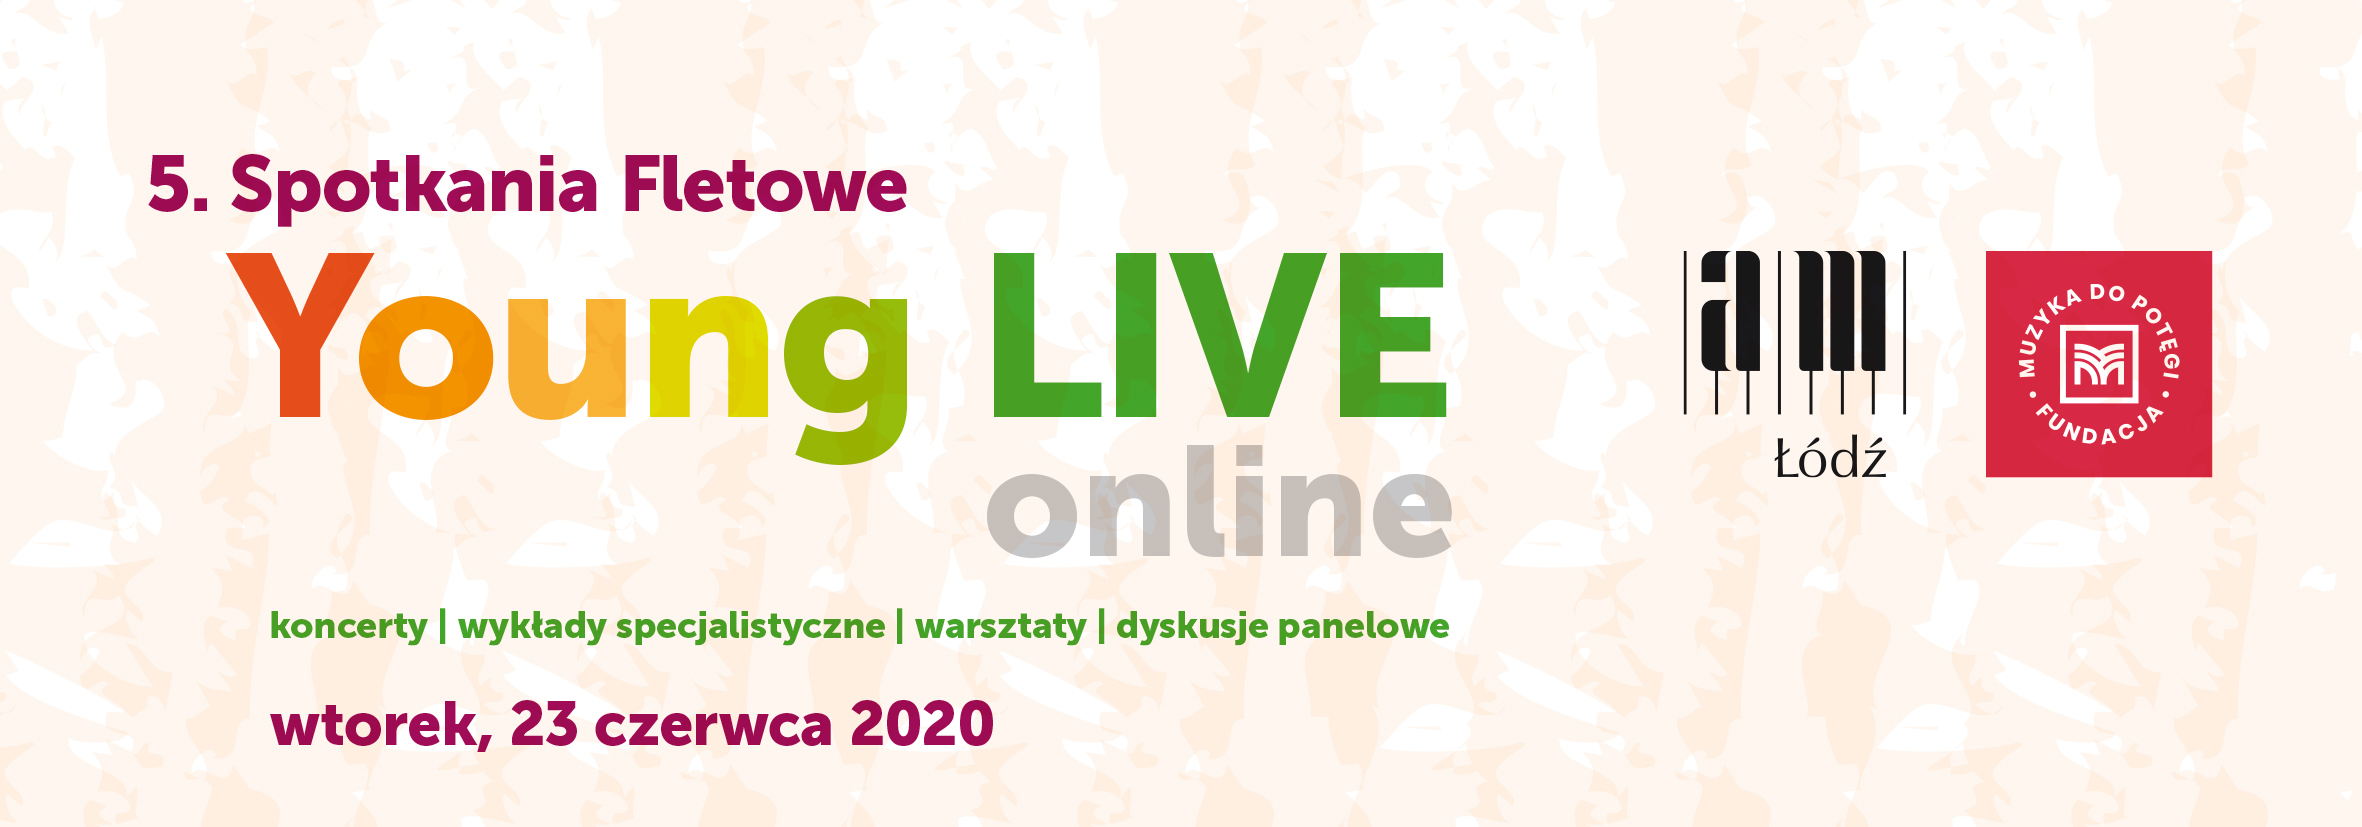 5. Spotkania Fletowe
Young LIVE
online
koncerty | wykłady specjalistyczne | warsztaty | dyskusje panelowe
wtorek, 23 czerwca 2020
am
Łódź
MUZYKA DO POTĘGI
• FUNDACJA •